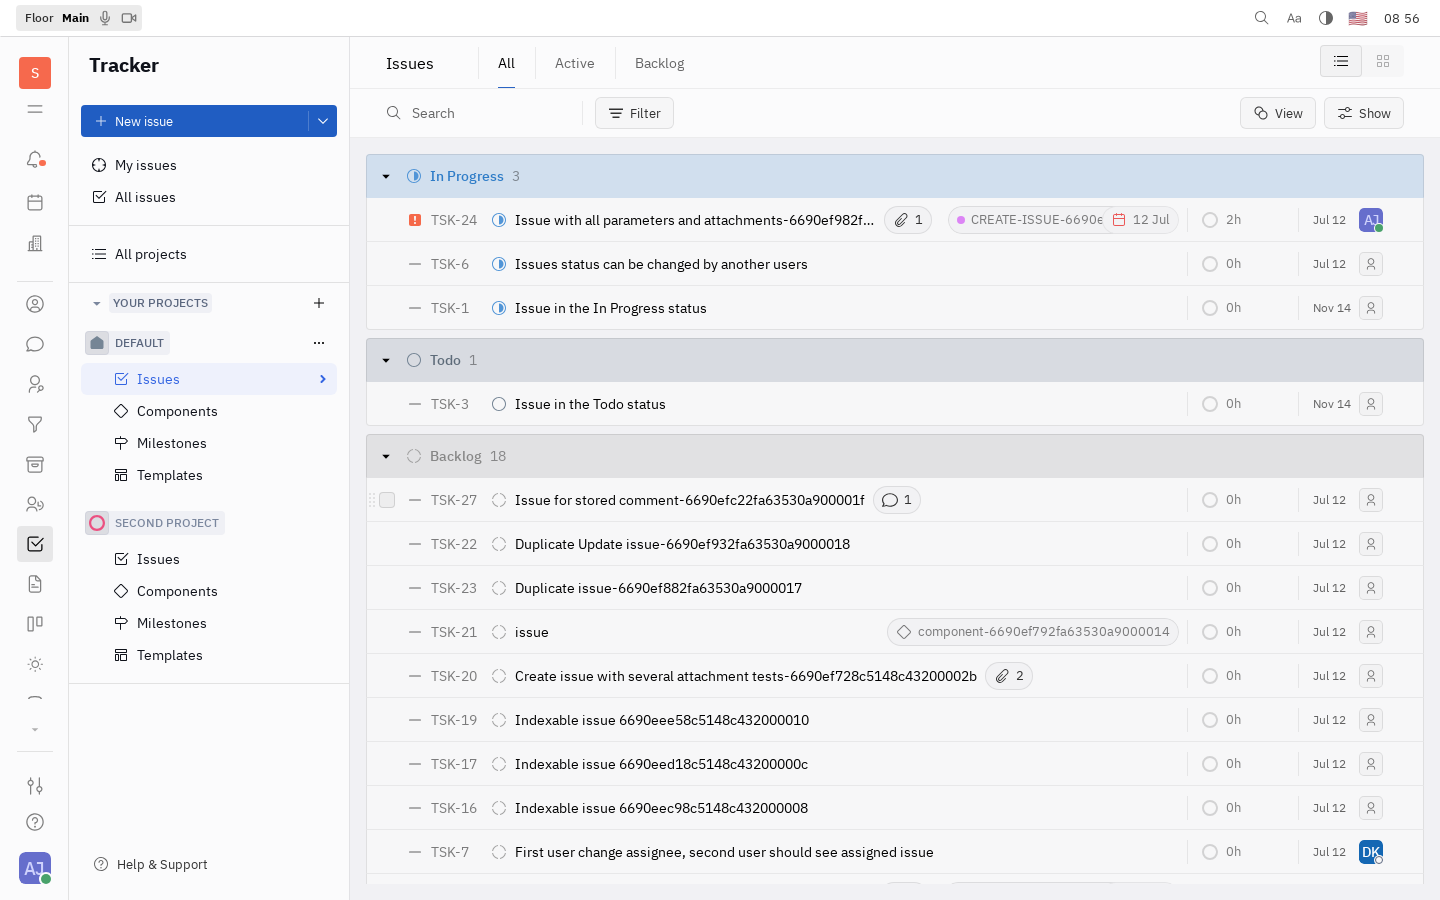 Floor Main
Aa
08 56
S
Tracker
Issues
All
Active
Backlog
New issue
Search
Filter
View
Show
My issues
All issues
All projects
YOUR PROJECTS
DEFAULT
Issues
Components
Milestones
Templates
SECOND PROJECT
Issues
Components
Milestones
Templates
Help & Support
AJ
In Progress 3
TSK-24 Issue with all parameters and attachments-6690ef982f... 1 CREATE-ISSUE-6690e 12 Jul 2h Jul 12 AJ
TSK-6 Issues status can be changed by another users 0h Jul 12
TSK-1 Issue in the In Progress status 0h Nov 14
Todo 1
TSK-3 Issue in the Todo status 0h Nov 14
Backlog 18
TSK-27 Issue for stored comment-6690efc22fa63530a900001f 1 0h Jul 12
TSK-22 Duplicate Update issue-6690ef932fa63530a9000018 0h Jul 12
TSK-23 Duplicate issue-6690ef882fa63530a9000017 0h Jul 12
TSK-21 issue component-6690ef792fa63530a9000014 0h Jul 12
TSK-20 Create issue with several attachment tests-6690ef728c5148c43200002b 2 0h Jul 12
TSK-19 Indexable issue 6690eee58c5148c432000010 0h Jul 12
TSK-17 Indexable issue 6690eed18c5148c43200000c 0h Jul 12
TSK-16 Indexable issue 6690eec98c5148c432000008 0h Jul 12
TSK-7 First user change assignee, second user should see assigned issue 0h Jul 12 DK